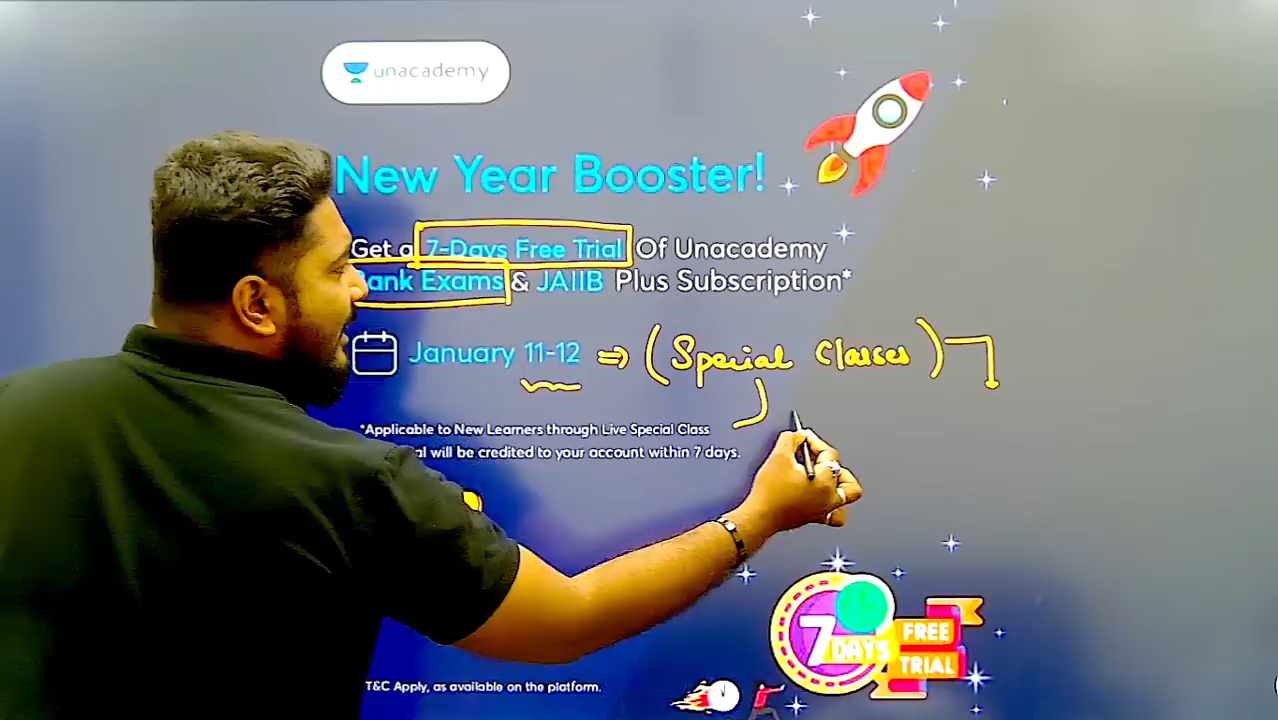 unacademy
New Year Booster!
Get a 7-Days Free Trial Of Unacademy
Bank Exams & JAIIB Plus Subscription*
January 11-12 ⇒ (Special Classes)
*Applicable to New Learners through Live Special Class
will be credited to your account within 7 days.
7 DAYS
FREE
TRIAL
T&C Apply, as available on the platform.